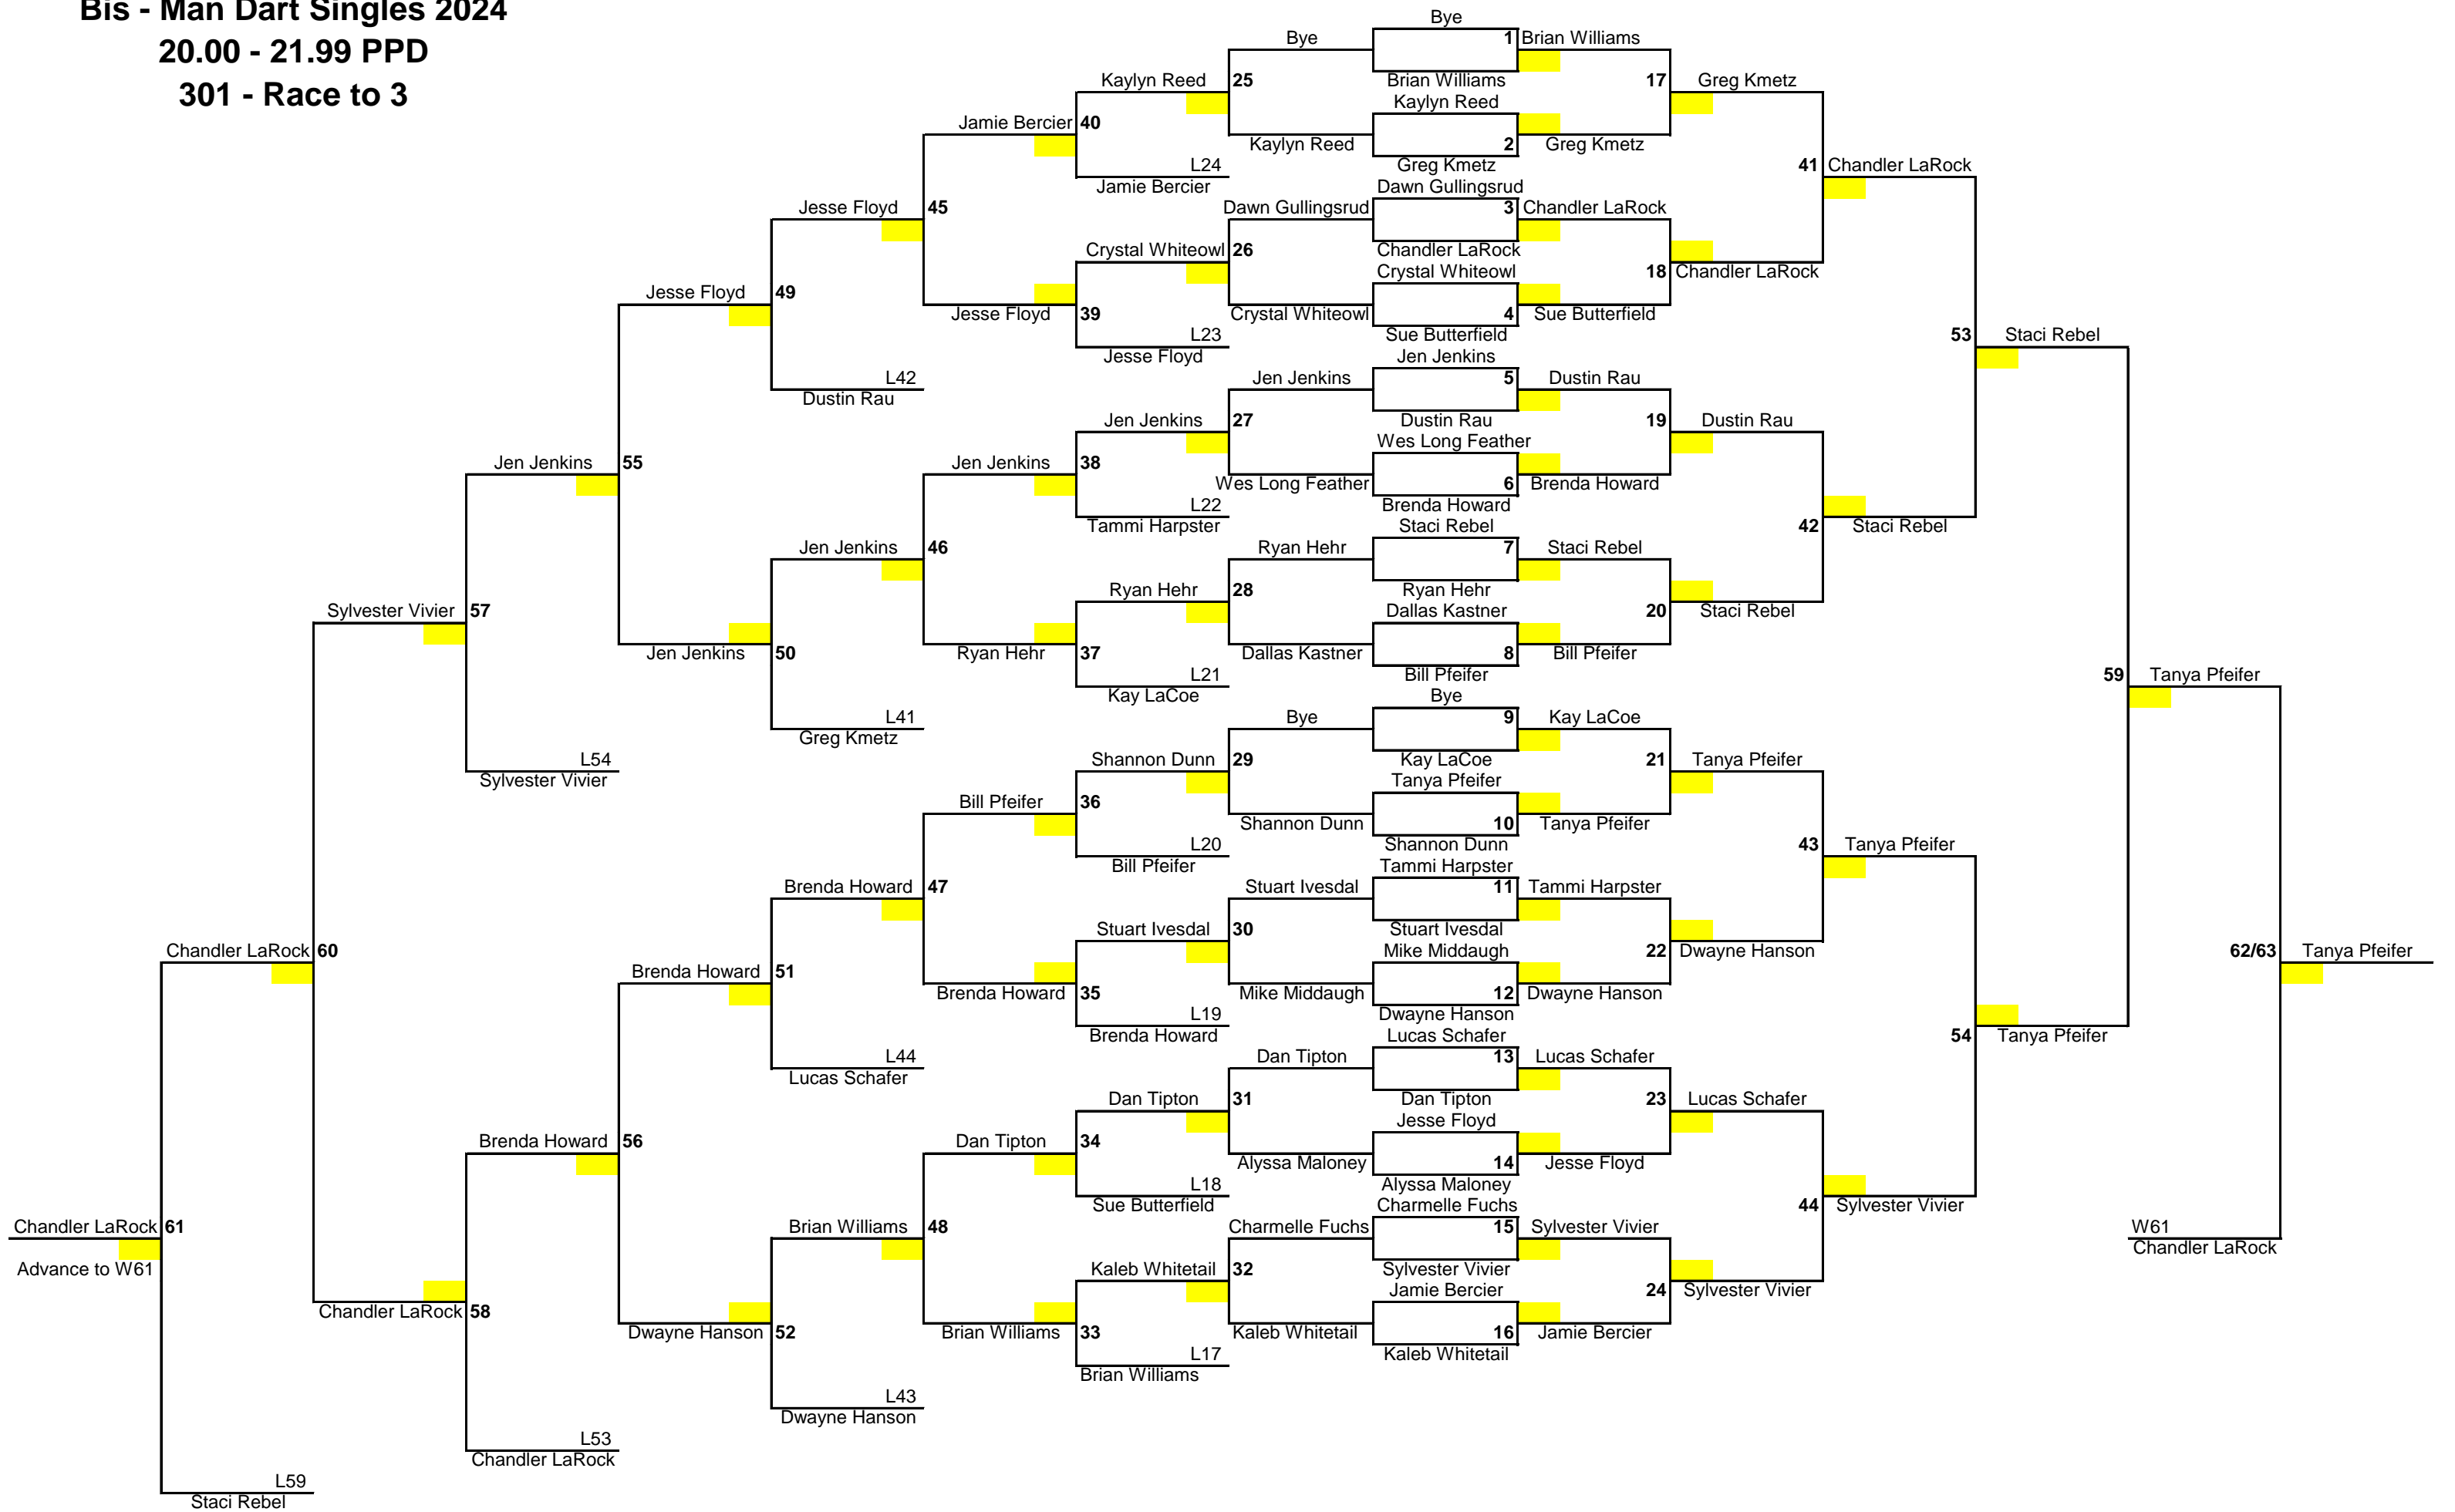 Bis - Man Dart Singles 2024
20.00 - 21.99 PPD
301 - Race to 3
Bye
Bye
1 Brian Williams
Kaylyn Reed 25 Brian Williams 17 Greg Kmetz
Kaylyn Reed
Jamie Bercier 40
Kaylyn Reed 2 Greg Kmetz
L24 Greg Kmetz 41 Chandler LaRock
Jamie Bercier Dawn Gullingsrud
Jesse Floyd 45 Dawn Gullingsrud 3 Chandler LaRock
Crystal Whiteowl 26 Chandler LaRock
Crystal Whiteowl 18 Chandler LaRock
Jesse Floyd 49
Jesse Floyd 39 Crystal Whiteowl 4 Sue Butterfield
L23 Sue Butterfield 53 Staci Rebel
Jesse Floyd Jen Jenkins
L42 Jen Jenkins 5 Dustin Rau
Dustin Rau
Jen Jenkins 27 Dustin Rau 19 Dustin Rau
Wes Long Feather
Jen Jenkins 55 Jen Jenkins 38
Wes Long Feather 6 Brenda Howard
L22 Brenda Howard
Tammi Harpster Staci Rebel 42 Staci Rebel
Jen Jenkins 46 Ryan Hehr 7 Staci Rebel
Ryan Hehr 28 Ryan Hehr
Sylvester Vivier 57 Dallas Kastner 20 Staci Rebel
Jen Jenkins 50 Ryan Hehr 37 Dallas Kastner 8 Bill Pfeifer
L21 Bill Pfeifer 59 Tanya Pfeifer
Kay LaCoe Bye
L41 Bye 9 Kay LaCoe
Greg Kmetz
L54 Shannon Dunn 29 Kay LaCoe 21 Tanya Pfeifer
Sylvester Vivier Tanya Pfeifer
Bill Pfeifer 36
Shannon Dunn 10 Tanya Pfeifer
L20 Shannon Dunn 43 Tanya Pfeifer
Bill Pfeifer Tammi Harpster
Brenda Howard 47 Stuart Ivesdal 11 Tammi Harpster
Stuart Ivesdal 30 Stuart Ivesdal
Chandler LaRock 60 Mike Middaugh 22 Dwayne Hanson 62/63 Tanya Pfeifer
Brenda Howard 51
Brenda Howard 35 Mike Middaugh 12 Dwayne Hanson
L19 Dwayne Hanson
Brenda Howard Lucas Schafer 54 Tanya Pfeifer
L44 Dan Tipton 13 Lucas Schafer
Lucas Schafer
Dan Tipton 31 Dan Tipton 23 Lucas Schafer
Jesse Floyd
Brenda Howard 56 Dan Tipton 34
Alyssa Maloney 14 Jesse Floyd
L18 Alyssa Maloney
Sue Butterfield Charmelle Fuchs 44 Sylvester Vivier
Chandler LaRock 61 Brian Williams 48 Charmelle Fuchs 15 Sylvester Vivier W61
Chandler LaRock
Advance to W61 Kaleb Whitetail 32 Sylvester Vivier
Jamie Bercier 24 Sylvester Vivier
Chandler LaRock 58
Dwayne Hanson 52 Brian Williams 33 Kaleb Whitetail 16 Jamie Bercier
L17 Kaleb Whitetail
Brian Williams
L43
Dwayne Hanson
L53
Chandler LaRock
L59
Staci Rebel